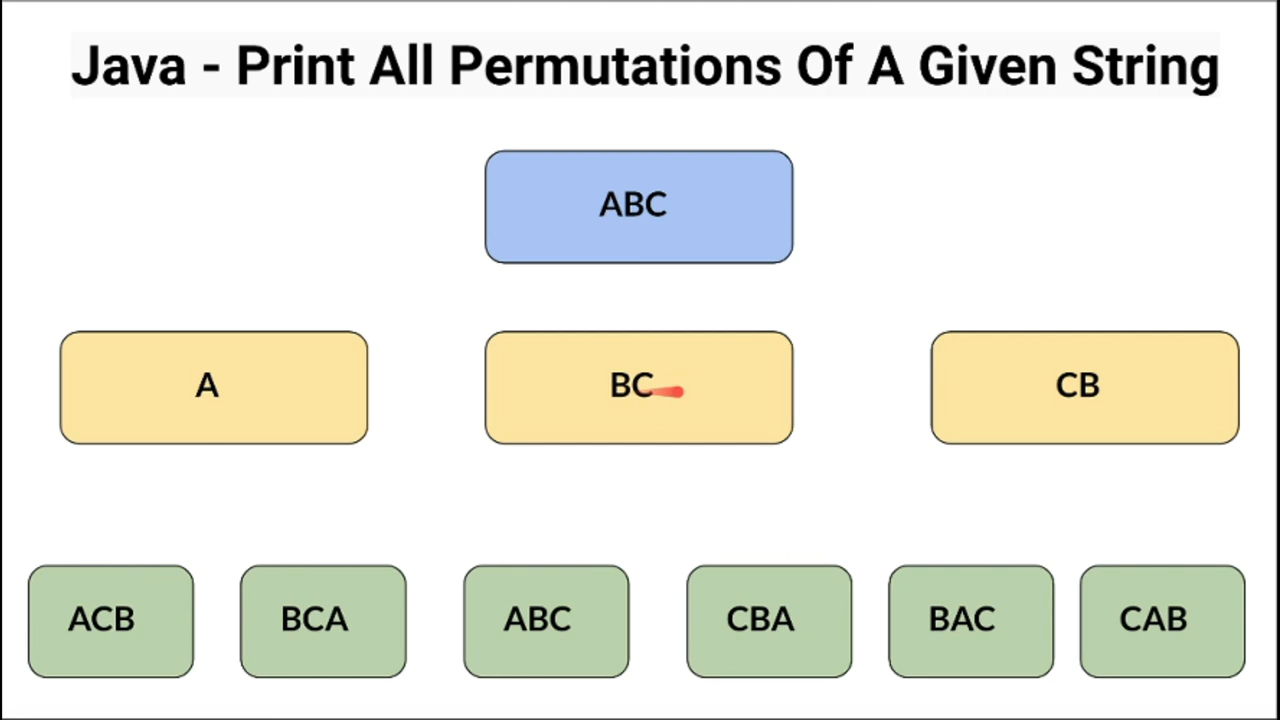 Java - Print All Permutations Of A Given String
ABC
A
BC
CB
ACB
BCA
ABC
CBA
BAC
CAB